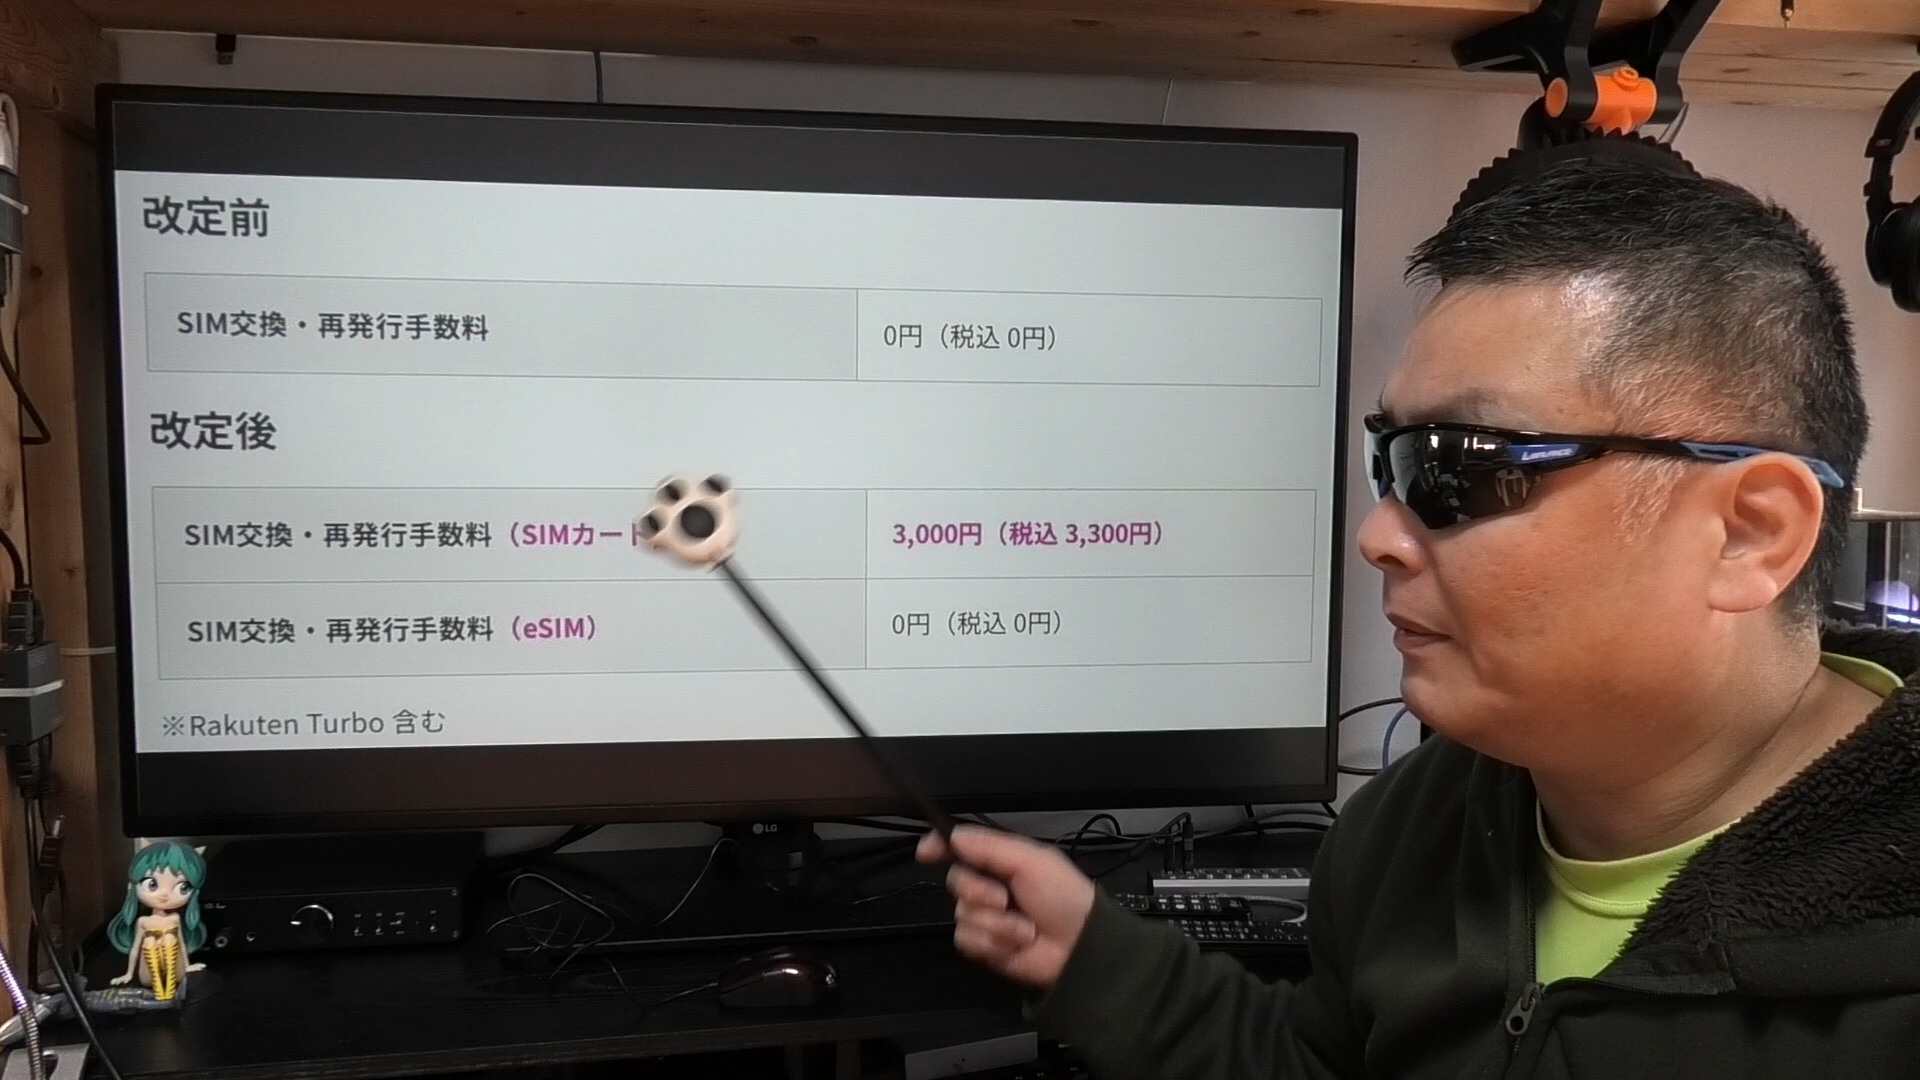 改定前
SIM交換・再発行手数料 0円（税込 0円）
改定後
SIM交換・再発行手数料（SIMカード 3,000円（税込 3,300円）
SIM交換・再発行手数料（eSIM） 0円（税込 0円）
※Rakuten Turbo 含む
LG